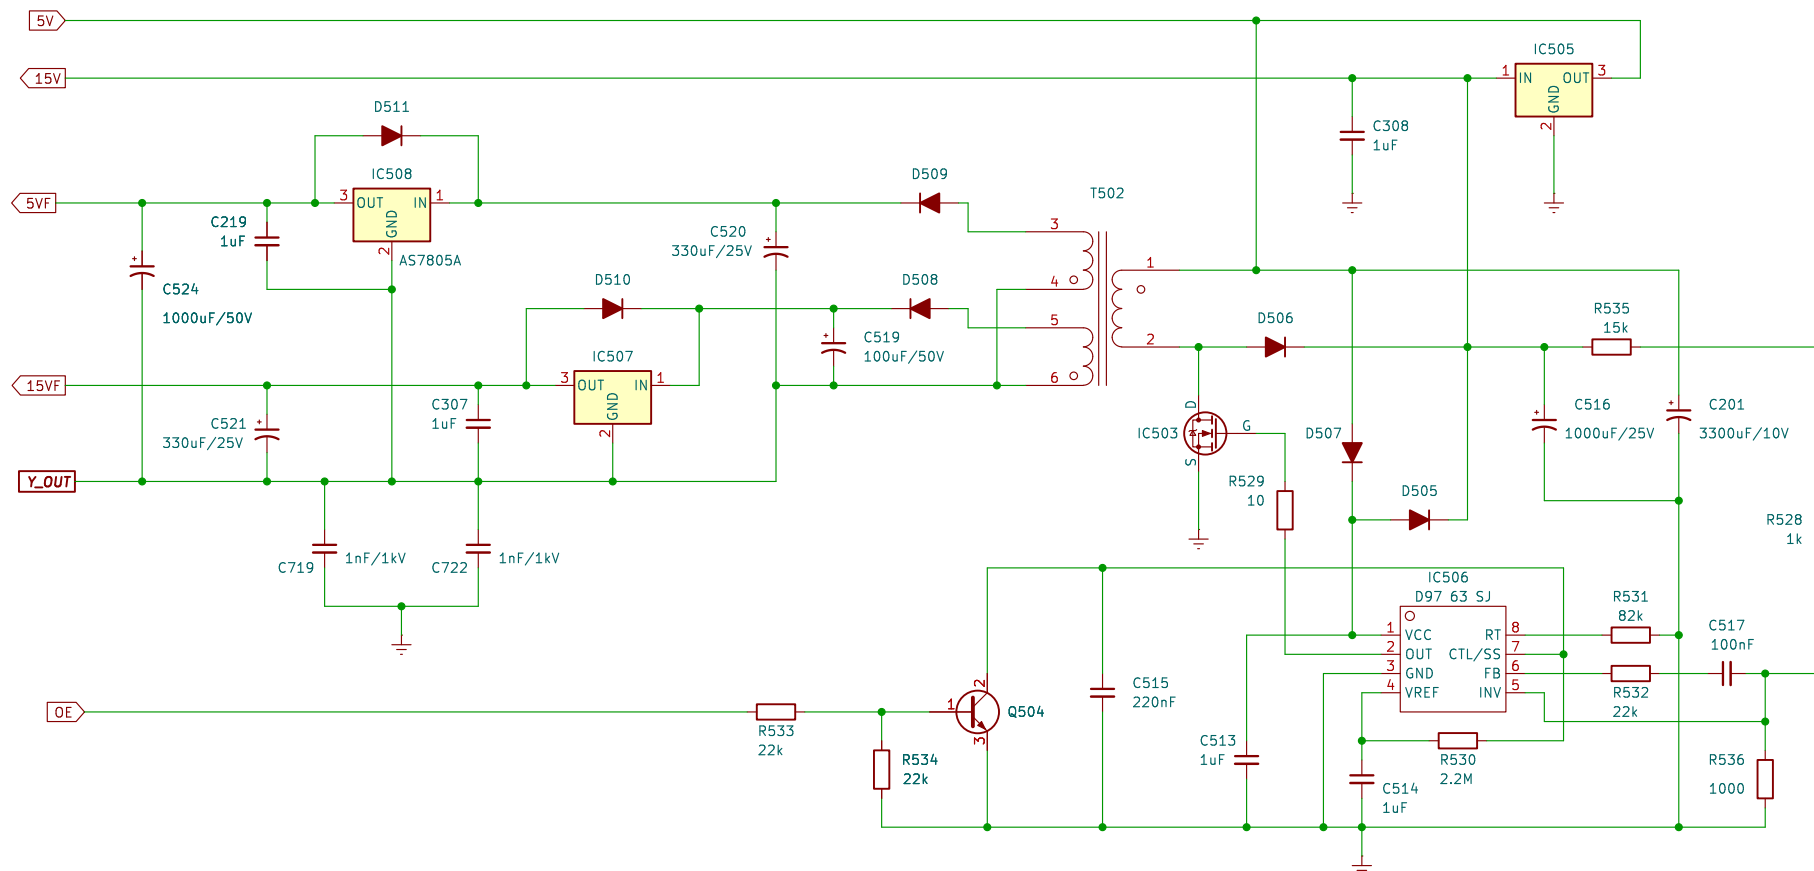 5V
15V
IC505
1
IN
OUT
3
GND
2
D511
C308
1uF
IC508
3
OUT
IN
1
GND
2
AS7805A
5VF
C219
1uF
D509
T502
C520
330uF/25V
3
4
5
6
1
2
C524
1000uF/50V
D510
D508
C519
100uF/50V
D506
R535
15k
IC507
3
OUT
IN
1
GND
2
15VF
C307
1uF
C521
330uF/25V
IC503
D
G
S
D507
C516
1000uF/25V
C201
3300uF/10V
Y_OUT
R529
10
D505
R528
1k
C719
1nF/1kV
C722
1nF/1kV
IC506
D97 63 SJ
1
VCC
RT
8
2
OUT
CTL/SS
7
3
GND
FB
6
4
VREF
INV
5
R531
82k
C517
100nF
R532
22k
OE
R533
22k
1
2
3
Q504
C515
220nF
R534
22k
C513
1uF
R530
2.2M
C514
1uF
R536
1000